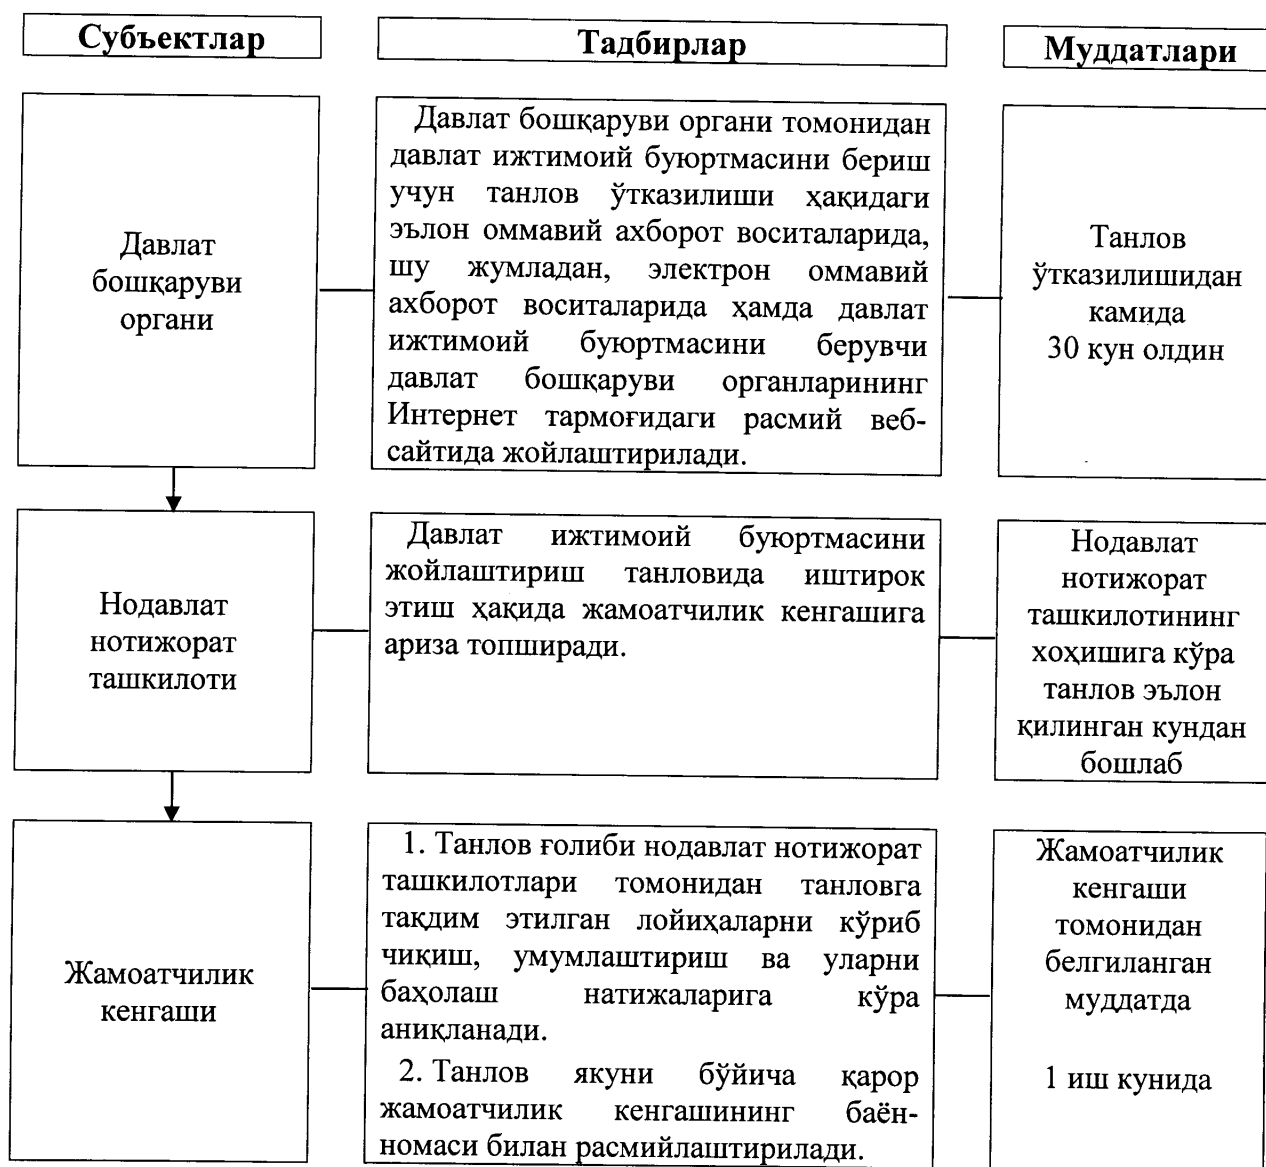 Субъектлар
Тадбирлар
Муддатлари
Давлат
бошқаруви
органи
Давлат бошқаруви органи томонидан
давлат ижтимоий буюртмасини бериш
учун танлов ўтказилиши ҳақидаги
эълон оммавий ахборот воситаларида,
шу жумладан, электрон оммавий
ахборот воситаларида ҳамда давлат
ижтимоий буюртмасини берувчи
давлат бошқаруви органларининг
Интернет тармоғидаги расмий веб-
сайтида жойлаштирилади.
Танлов
ўтказилишидан
камида
30 кун олдин
Нодавлат
нотижорат
ташкилоти
Давлат ижтимоий буюртмасини
жойлаштириш танловида иштирок
этиш ҳақида жамоатчилик кенгашига
ариза топширади.
Нодавлат
нотижорат
ташкилотининг
хоҳишига кўра
танлов эълон
қилинган кундан
бошлаб
Жамоатчилик
кенгаши
1. Танлов ғолиби нодавлат нотижорат
ташкилотлари томонидан танловга
тақдим этилган лойиҳаларни кўриб
чиқиш, умумлаштириш ва уларни
баҳолаш натижаларига кўра
аниқланади.
2. Танлов якуни бўйича қарор
жамоатчилик кенгашининг баён-
номаси билан расмийлаштирилади.
Жамоатчилик
кенгаши
томонидан
белгиланган
муддатда
1 иш кунида